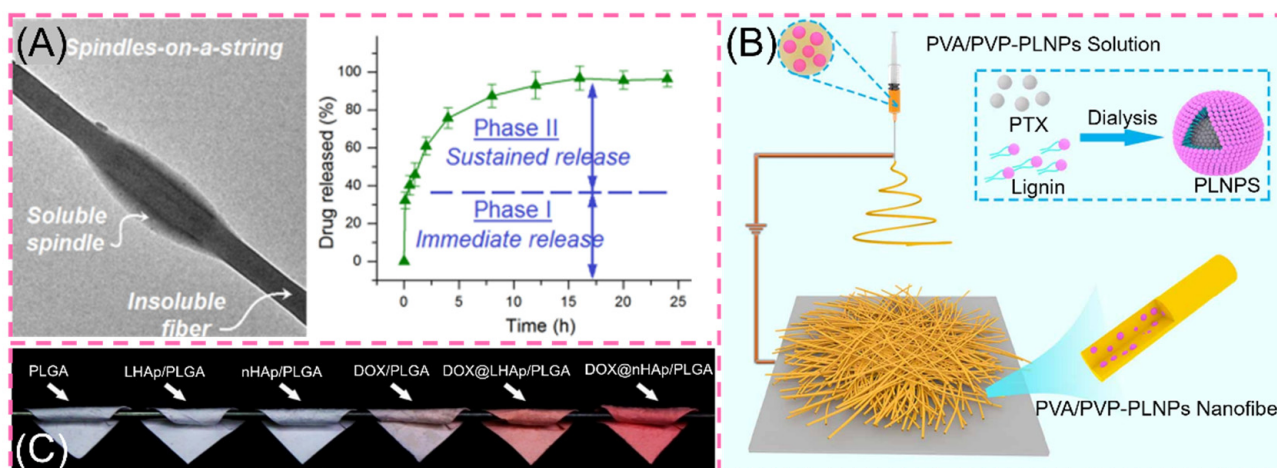 (A)
Spindles-on-a-string
Soluble
spindle
Insoluble
fiber
Drug released (%)
100
80
60
40
20
0
Phase II
Sustained release
Phase I
Immediate release
0 5 10 15 20 25
Time (h)
(B)
PVA/PVP-PLNPs Solution
PTX
Dialysis
Lignin
PLNPS
PVA/PVP-PLNPs Nanofibe
(C)
PLGA
LHAp/PLGA
nHAp/PLGA
DOX/PLGA
DOX@LHAp/PLGA
DOX@nHAp/PLGA